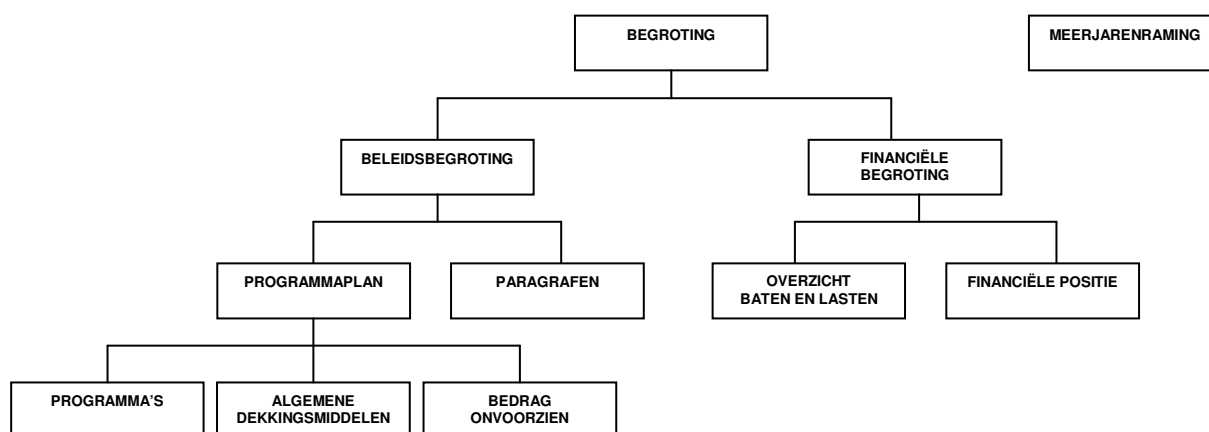 BEGROTING
MEERJARENRAMING
BELEIDSBEGROTING
FINANCIËLE
BEGROTING
PROGRAMMAPLAN
PARAGRAFEN
OVERZICHT
BATEN EN LASTEN
FINANCIËLE POSITIE
PROGRAMMA'S
ALGEMENE
DEKKINGSMIDDELEN
BEDRAG
ONVOORZIEN